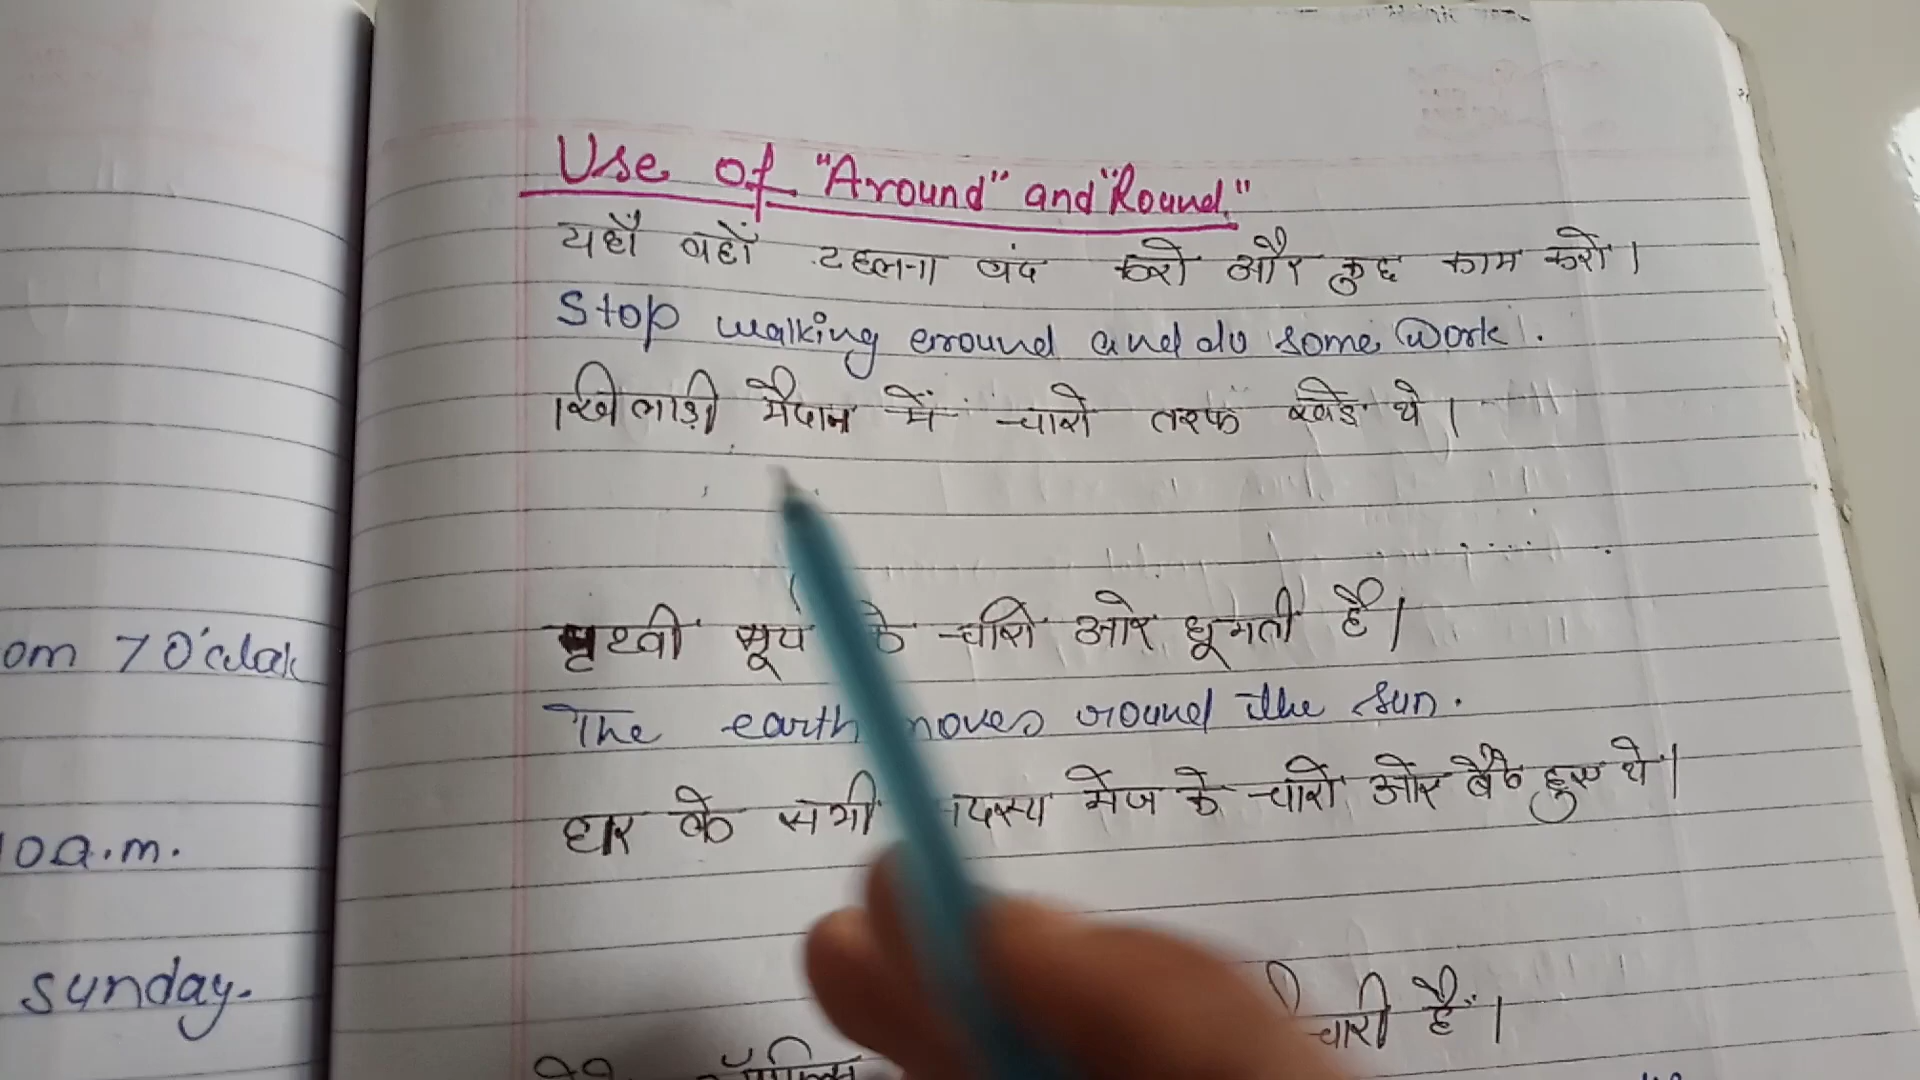 om 7 O'clok
10a.m.
sunday.
Use of "Around" and "Round"
यहाँ वहाँ टहलना बंद करो और कुछ काम करो।
Stop walking around and do some work.
खिलाड़ी मैदान में चारो तरफ खड़े थे।
पृथ्वी सूर्य के चारो ओर घूमती है।
The earth moves round the sun.
घर के सभी सदस्य मेज के चारो ओर बैठे हुए थे।
है।